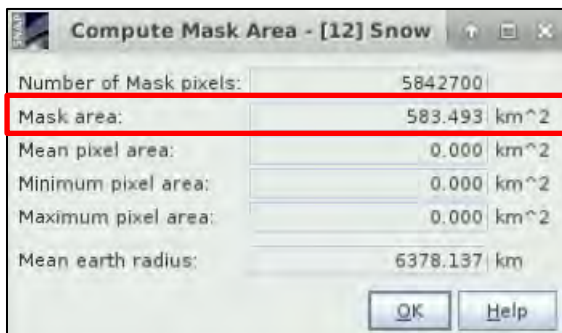 SNAP
Compute Mask Area - [12] Snow
Number of Mask pixels: 5842700
Mask area: 583.493 km^2
Mean pixel area: 0.000 km^2
Minimum pixel area: 0.000 km^2
Maximum pixel area: 0.000 km^2
Mean earth radius: 6378.137 km
OK Help